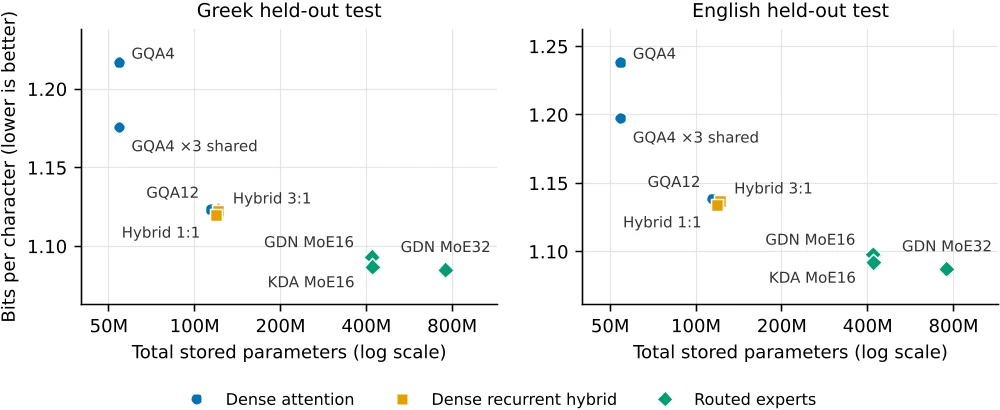 Greek held-out test
Bits per character (lower is better)
1.20
1.15
1.10
GQA4
GQA4 ×3 shared
GQA12
Hybrid 3:1
Hybrid 1:1
GDN MoE16
GDN MoE32
KDA MoE16
50M 100M 200M 400M 800M
Total stored parameters (log scale)
English held-out test
1.25
1.20
1.15
1.10
GQA4
GQA4 ×3 shared
GQA12
Hybrid 3:1
Hybrid 1:1
GDN MoE16
GDN MoE32
KDA MoE16
50M 100M 200M 400M 800M
Total stored parameters (log scale)
Dense attention Dense recurrent hybrid Routed experts